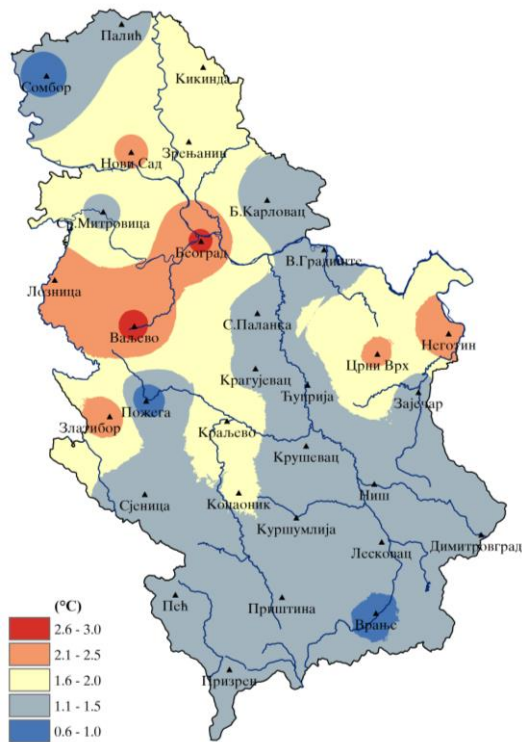 Палић
Сомбор
Кикинда
Нови Сад
Зрењанин
Ср.Митровица
Б.Карловац
Београд
В.Градиште
Лозница
Ваљево
С.Паланка
Неготин
Црни Врх
Крагујевац
Ћуприја
Зајечар
Пожега
Златибор
Краљево
Крушевац
Сјеница
Копаоник
Ниш
Куршумлија
Лесковац
Димитровград
Пећ
Приштина
Врање
Призрен
(°C)
2.6 - 3.0
2.1 - 2.5
1.6 - 2.0
1.1 - 1.5
0.6 - 1.0